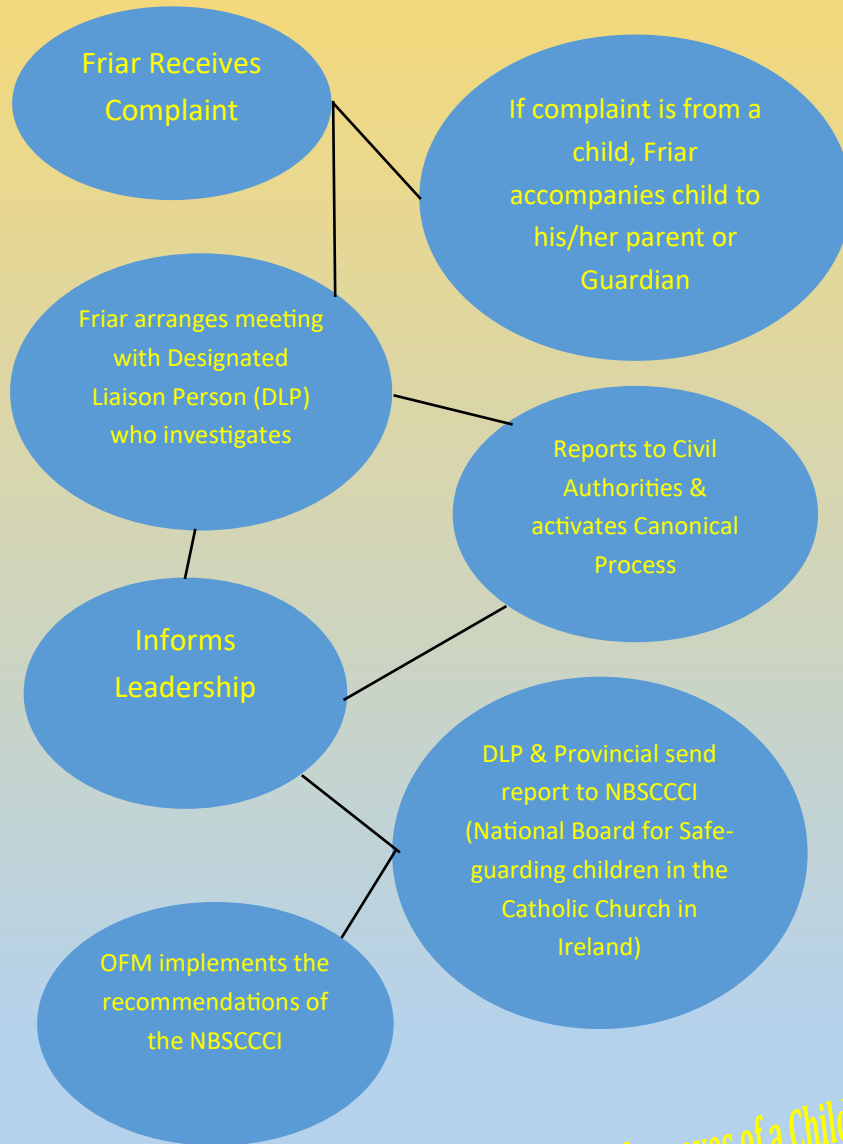 Friar Receives
Complaint
If complaint is from a
child, Friar
accompanies child to
his/her parent or
Guardian
Friar arranges meeting
with Designated
Liaison Person (DLP)
who investigates
Reports to Civil
Authorities &
activates Canonical
Process
Informs
Leadership
DLP & Provincial send
report to NBSCCCI
(National Board for Safe-
guarding children in the
Catholic Church in
Ireland)
OFM implements the
recommendations of
the NBSCCCI
of a Child